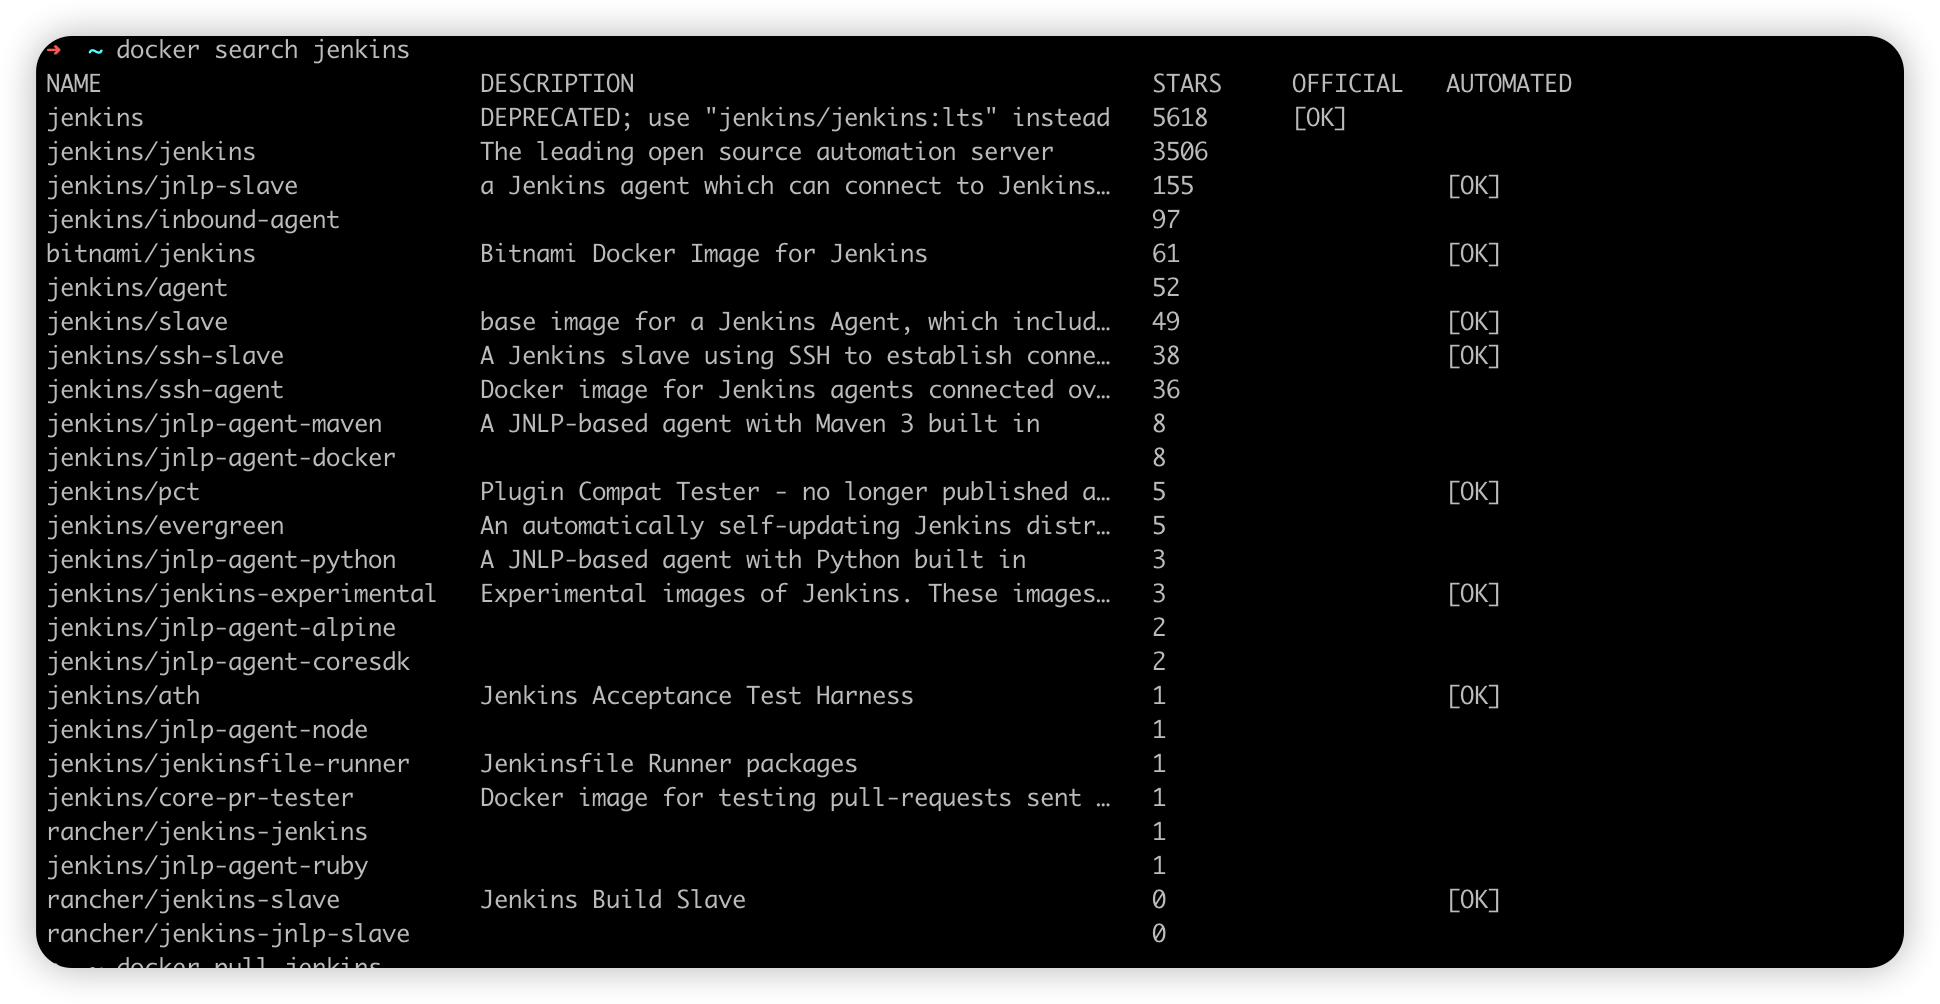 ➜  ~ docker search jenkins
NAME DESCRIPTION STARS OFFICIAL AUTOMATED
jenkins DEPRECATED; use "jenkins/jenkins:lts" instead 5618 [OK]
jenkins/jenkins The leading open source automation server 3506
jenkins/jnlp-slave a Jenkins agent which can connect to Jenkins… 155 [OK]
jenkins/inbound-agent 97
bitnami/jenkins Bitnami Docker Image for Jenkins 61 [OK]
jenkins/agent 52
jenkins/slave base image for a Jenkins Agent, which includ… 49 [OK]
jenkins/ssh-slave A Jenkins slave using SSH to establish conne… 38 [OK]
jenkins/ssh-agent Docker image for Jenkins agents connected ov… 36
jenkins/jnlp-agent-maven A JNLP-based agent with Maven 3 built in 8
jenkins/jnlp-agent-docker 8
jenkins/pct Plugin Compat Tester - no longer published a… 5 [OK]
jenkins/evergreen An automatically self-updating Jenkins distr… 5
jenkins/jnlp-agent-python A JNLP-based agent with Python built in 3
jenkins/jenkins-experimental Experimental images of Jenkins. These images… 3 [OK]
jenkins/jnlp-agent-alpine 2
jenkins/jnlp-agent-coresdk 2
jenkins/ath Jenkins Acceptance Test Harness 1 [OK]
jenkins/jnlp-agent-node 1
jenkins/jenkinsfile-runner Jenkinsfile Runner packages 1
jenkins/core-pr-tester Docker image for testing pull-requests sent … 1
rancher/jenkins-jenkins 1
jenkins/jnlp-agent-ruby 1
rancher/jenkins-slave Jenkins Build Slave 0 [OK]
rancher/jenkins-jnlp-slave 0
~ docker pull jenkins